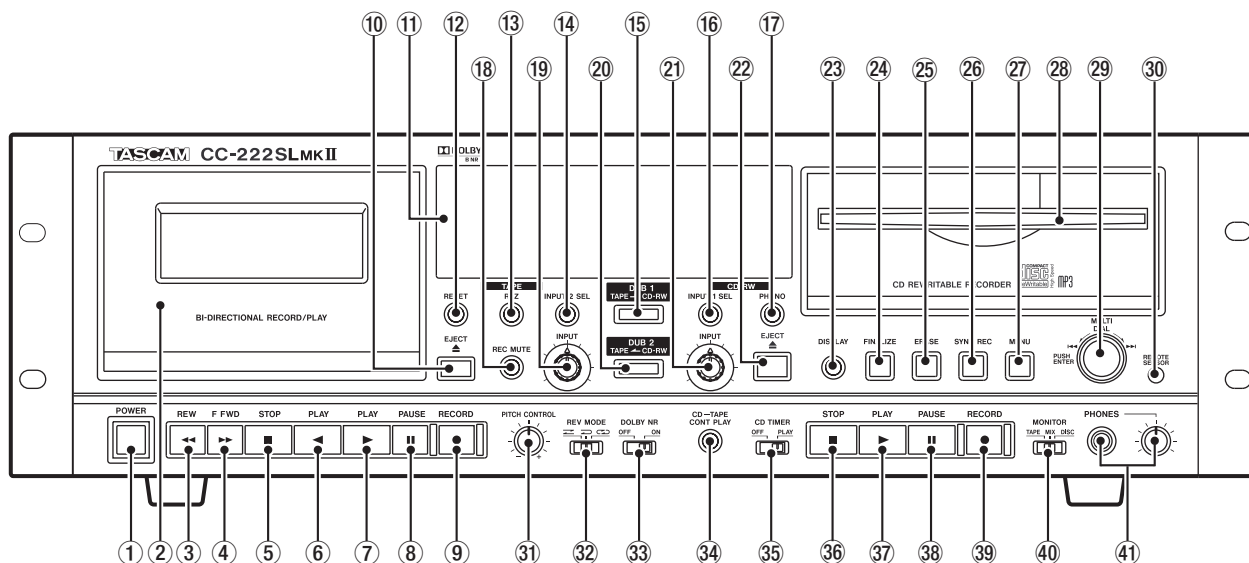 ⑩ ⑪ ⑫ ⑬ ⑭ ⑮ ⑯ ⑰
⑱ ⑲ ⑳ ㉑ ㉒ ㉓ ㉔ ㉕ ㉖ ㉗ ㉘ ㉙ ㉚
TASCAM CC-222SLMKII
DOLBY
B NR
BI-DIRECTIONAL RECORD/PLAY
TAPE
CD-RW
RESET
RTZ
INPUT 2 SEL
DUB 1
TAPE → CD-RW
INPUT 1 SEL
PHONO
EJECT
REC MUTE
INPUT
DUB 2
TAPE ← CD-RW
INPUT
EJECT
COMPACT
disc
ReWritable
MP3
CD REWRITABLE RECORDER
DISPLAY
FINALIZE
ERASE
SYNC REC
MENU
MULTI
DIAL
PUSH
ENTER
REMOTE
SENSOR
POWER
REW
F FWD
STOP
PLAY
PLAY
PAUSE
RECORD
PITCH CONTROL
− +
REV MODE
DOLBY NR
OFF ON
CD→TAPE
CONT PLAY
CD TIMER
OFF PLAY
STOP
PLAY
PAUSE
RECORD
MONITOR
TAPE MIX DISC
PHONES
① ② ③ ④ ⑤ ⑥ ⑦ ⑧ ⑨ ㉛ ㉜ ㉝ ㉞ ㉟ ㊱ ㊲ ㊳ ㊴ ㊵ 41